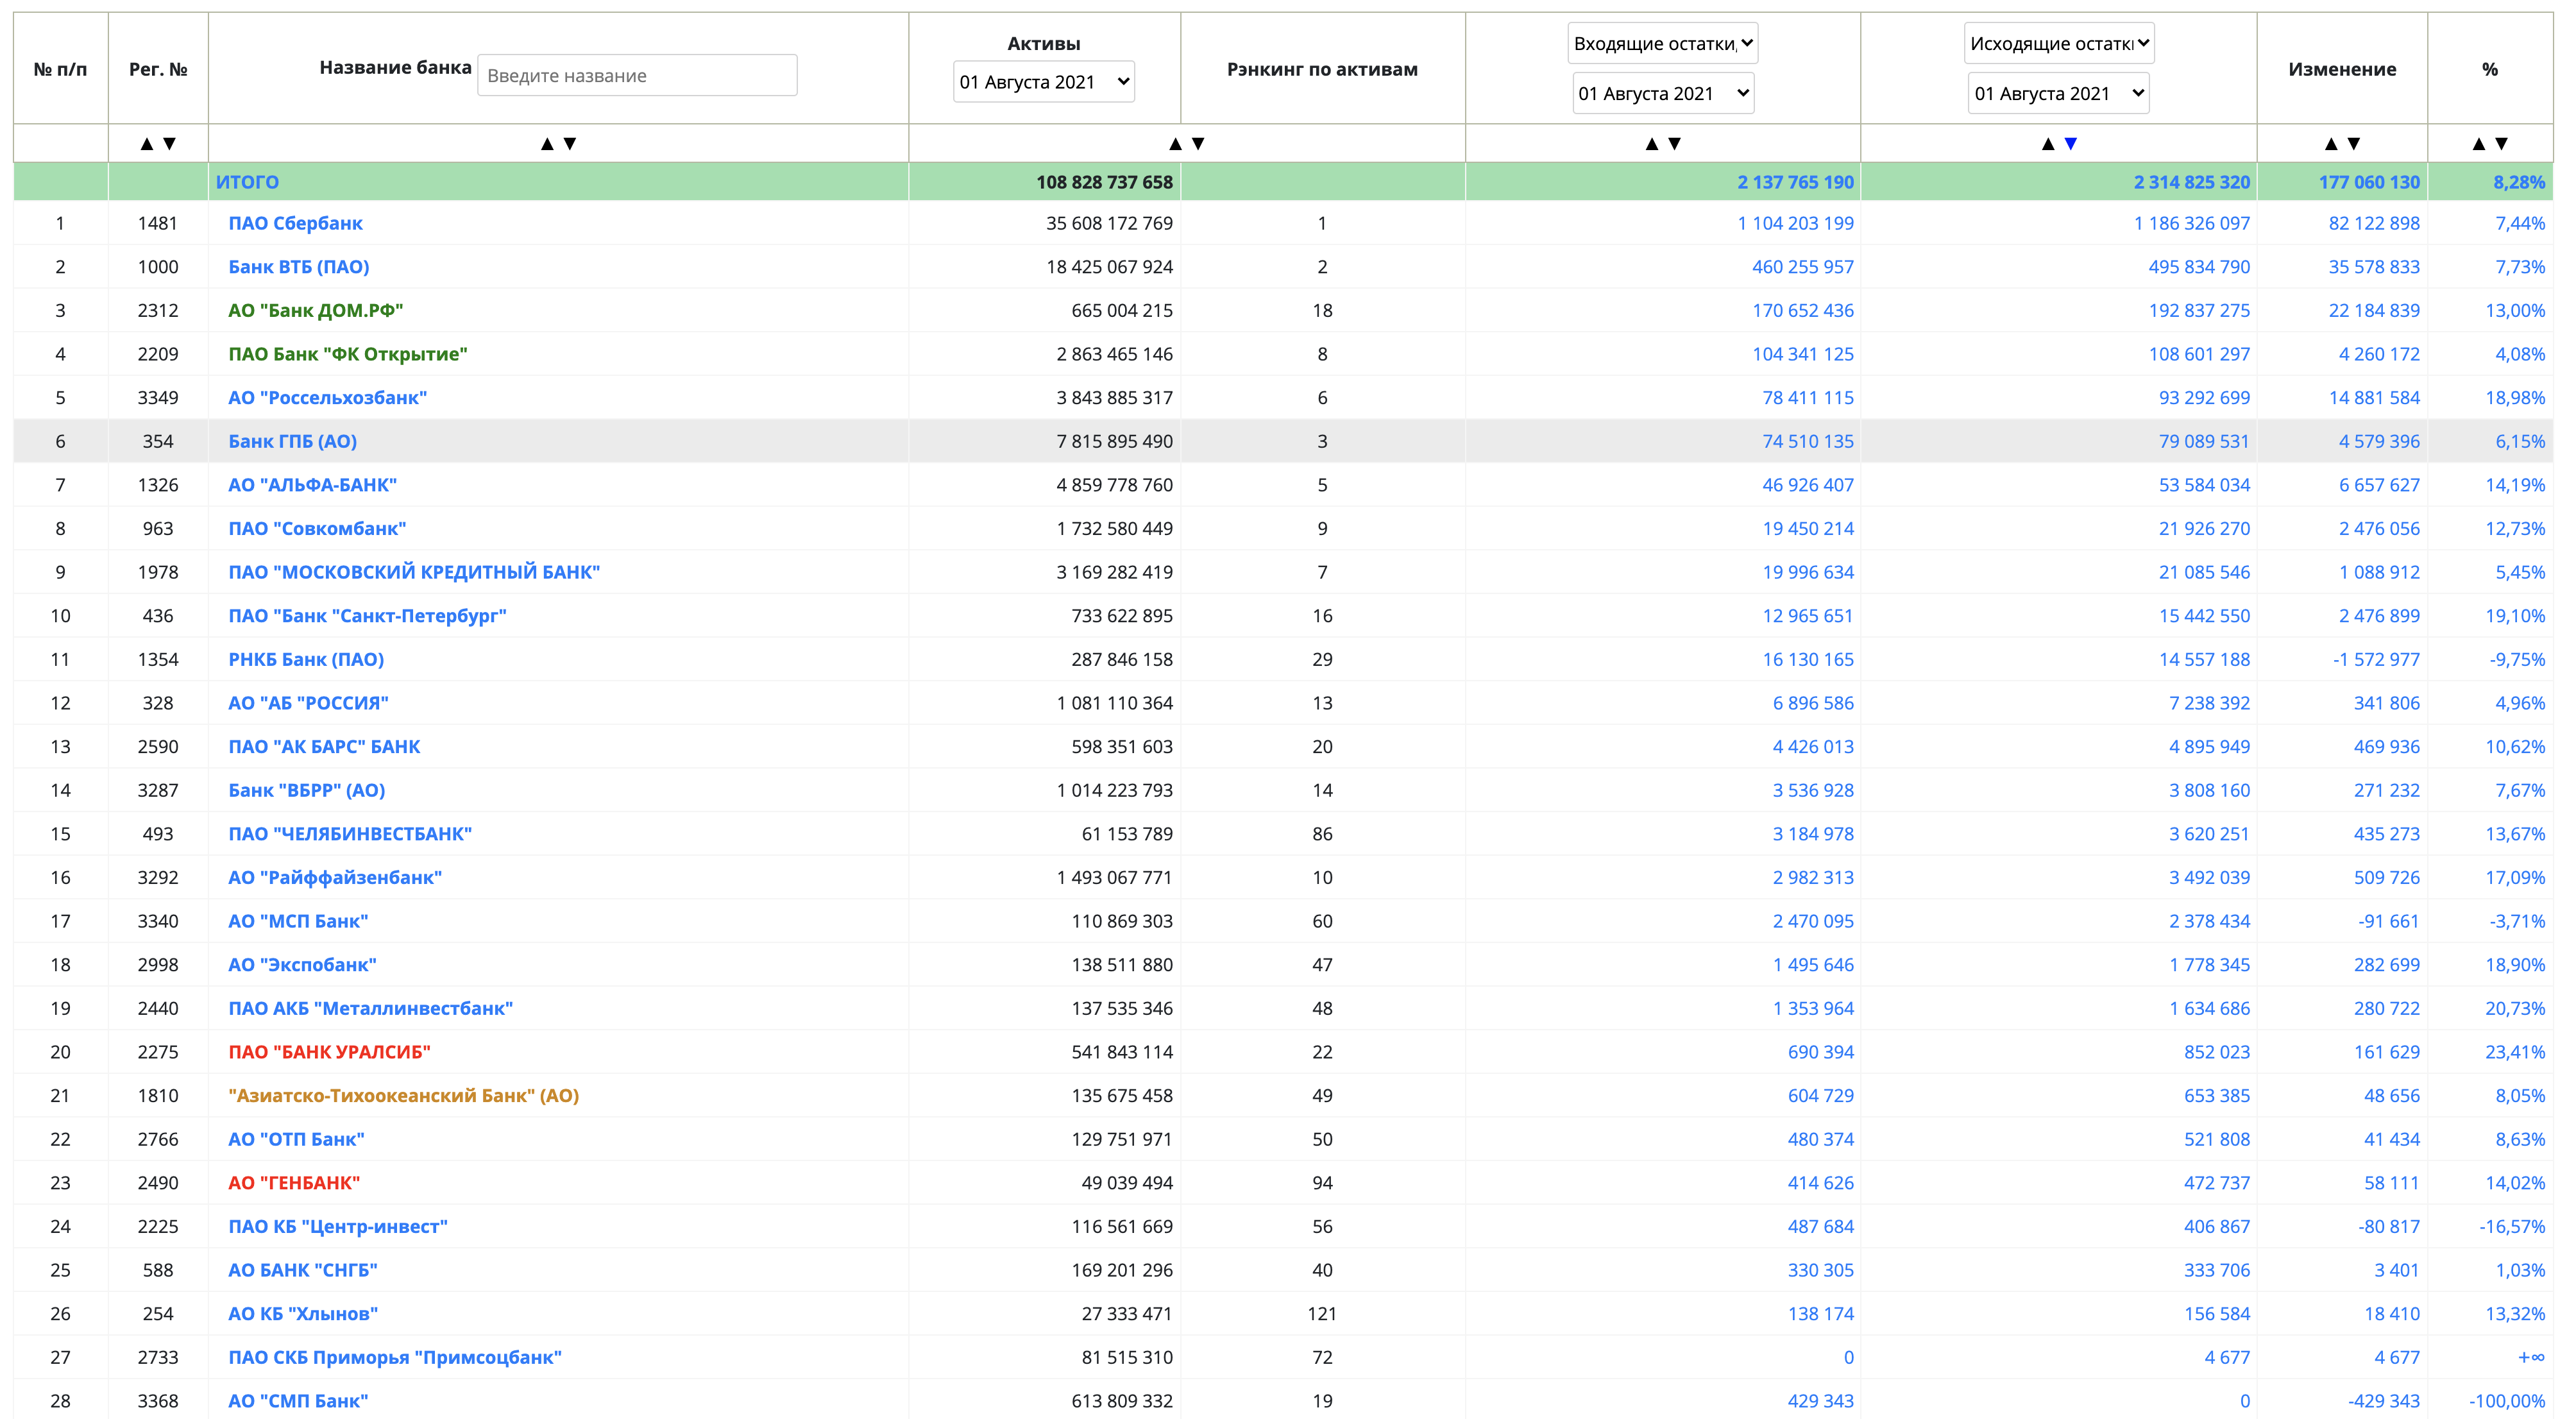 № п/п Рег. № Название банка Введите название Активы 01 Августа 2021 Рэнкинг по активам Входящие остатки, 01 Августа 2021 Исходящие остатк 01 Августа 2021 Изменение %
▲ ▼ ▲ ▼ ▲ ▼ ▲ ▼ ▲ ▼ ▲ ▼ ▲ ▼
ИТОГО 108 828 737 658 2 137 765 190 2 314 825 320 177 060 130 8,28%
1 1481 ПАО Сбербанк 35 608 172 769 1 1 104 203 199 1 186 326 097 82 122 898 7,44%
2 1000 Банк ВТБ (ПАО) 18 425 067 924 2 460 255 957 495 834 790 35 578 833 7,73%
3 2312 АО "Банк ДОМ.РФ" 665 004 215 18 170 652 436 192 837 275 22 184 839 13,00%
4 2209 ПАО Банк "ФК Открытие" 2 863 465 146 8 104 341 125 108 601 297 4 260 172 4,08%
5 3349 АО "Россельхозбанк" 3 843 885 317 6 78 411 115 93 292 699 14 881 584 18,98%
6 354 Банк ГПБ (АО) 7 815 895 490 3 74 510 135 79 089 531 4 579 396 6,15%
7 1326 АО "АЛЬФА-БАНК" 4 859 778 760 5 46 926 407 53 584 034 6 657 627 14,19%
8 963 ПАО "Совкомбанк" 1 732 580 449 9 19 450 214 21 926 270 2 476 056 12,73%
9 1978 ПАО "МОСКОВСКИЙ КРЕДИТНЫЙ БАНК" 3 169 282 419 7 19 996 634 21 085 546 1 088 912 5,45%
10 436 ПАО "Банк "Санкт-Петербург" 733 622 895 16 12 965 651 15 442 550 2 476 899 19,10%
11 1354 РНКБ Банк (ПАО) 287 846 158 29 16 130 165 14 557 188 -1 572 977 -9,75%
12 328 АО "АБ "РОССИЯ" 1 081 110 364 13 6 896 586 7 238 392 341 806 4,96%
13 2590 ПАО "АК БАРС" БАНК 598 351 603 20 4 426 013 4 895 949 469 936 10,62%
14 3287 Банк "ВБРР" (АО) 1 014 223 793 14 3 536 928 3 808 160 271 232 7,67%
15 493 ПАО "ЧЕЛЯБИНВЕСТБАНК" 61 153 789 86 3 184 978 3 620 251 435 273 13,67%
16 3292 АО "Райффайзенбанк" 1 493 067 771 10 2 982 313 3 492 039 509 726 17,09%
17 3340 АО "МСП Банк" 110 869 303 60 2 470 095 2 378 434 -91 661 -3,71%
18 2998 АО "Экспобанк" 138 511 880 47 1 495 646 1 778 345 282 699 18,90%
19 2440 ПАО АКБ "Металлинвестбанк" 137 535 346 48 1 353 964 1 634 686 280 722 20,73%
20 2275 ПАО "БАНК УРАЛСИБ" 541 843 114 22 690 394 852 023 161 629 23,41%
21 1810 "Азиатско-Тихоокеанский Банк" (АО) 135 675 458 49 604 729 653 385 48 656 8,05%
22 2766 АО "ОТП Банк" 129 751 971 50 480 374 521 808 41 434 8,63%
23 2490 АО "ГЕНБАНК" 49 039 494 94 414 626 472 737 58 111 14,02%
24 2225 ПАО КБ "Центр-инвест" 116 561 669 56 487 684 406 867 -80 817 -16,57%
25 588 АО БАНК "СНГБ" 169 201 296 40 330 305 333 706 3 401 1,03%
26 254 АО КБ "Хлынов" 27 333 471 121 138 174 156 584 18 410 13,32%
27 2733 ПАО СКБ Приморья "Примсоцбанк" 81 515 310 72 0 4 677 4 677 +∞
28 3368 АО "СМП Банк" 613 809 332 19 429 343 0 -429 343 -100,00%